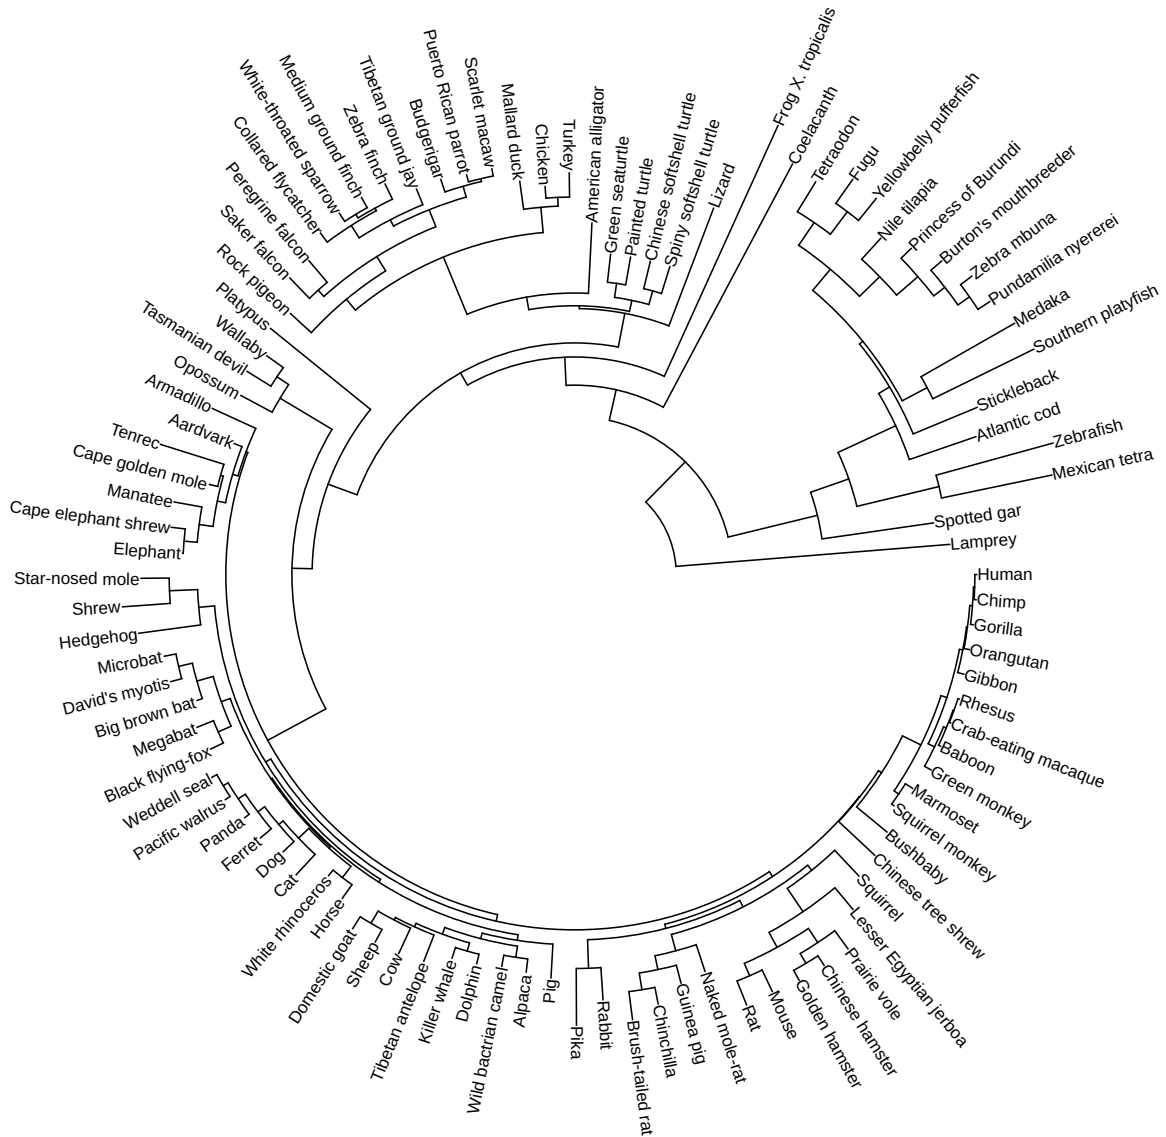 Human
Chimp
Gorilla
Orangutan
Gibbon
Rhesus
Crab-eating macaque
Baboon
Green monkey
Marmoset
Squirrel monkey
Bushbaby
Chinese tree shrew
Squirrel
Lesser Egyptian jerboa
Prairie vole
Chinese hamster
Golden hamster
Mouse
Rat
Naked mole-rat
Guinea pig
Chinchilla
Brush-tailed rat
Rabbit
Pika
Pig
Alpaca
Wild bactrian camel
Dolphin
Killer whale
Tibetan antelope
Cow
Sheep
Domestic goat
Horse
White rhinoceros
Cat
Dog
Ferret
Panda
Pacific walrus
Weddell seal
Black flying-fox
Megabat
Big brown bat
David's myotis
Microbat
Hedgehog
Shrew
Star-nosed mole
Elephant
Cape elephant shrew
Manatee
Cape golden mole
Tenrec
Aardvark
Armadillo
Opossum
Tasmanian devil
Wallaby
Platypus
Rock pigeon
Saker falcon
Peregrine falcon
Collared flycatcher
White-throated sparrow
Medium ground finch
Zebra finch
Tibetan ground jay
Budgerigar
Puerto Rican parrot
Scarlet macaw
Mallard duck
Chicken
Turkey
American alligator
Green seaturtle
Painted turtle
Chinese softshell turtle
Spiny softshell turtle
Lizard
Frog X. tropicalis
Coelacanth
Tetraodon
Fugu
Yellowbelly pufferfish
Nile tilapia
Princess of Burundi
Burton's mouthbreeder
Zebra mbuna
Pundamilia nyererei
Medaka
Southern platyfish
Stickleback
Atlantic cod
Zebrafish
Mexican tetra
Spotted gar
Lamprey